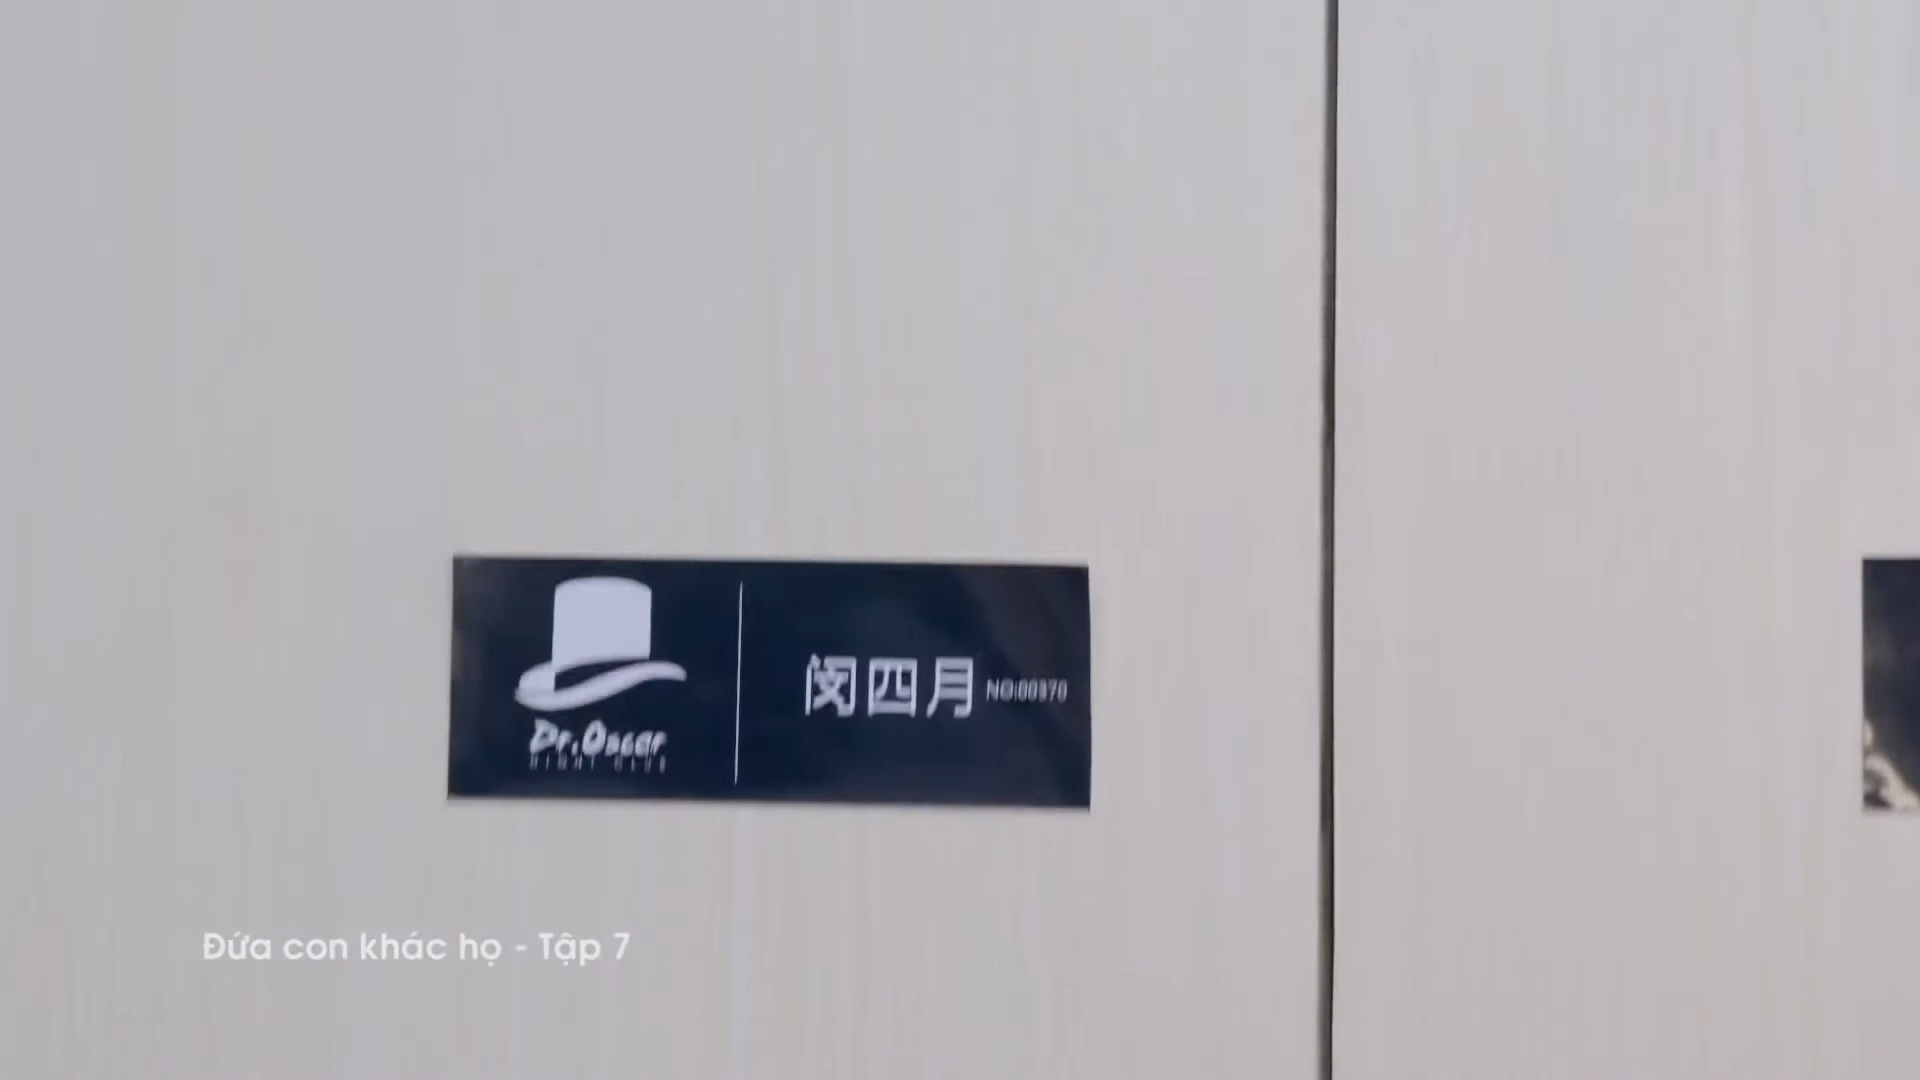 Dr.Oscar
NIGHT CLUB
闵四月 NO:00370
Đứa con khác họ - Tập 7